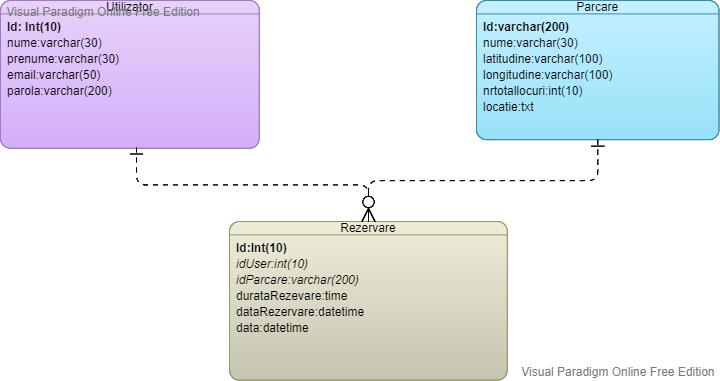 Visual Paradigm Online Free Edition
Utilizator
Id: Int(10)
nume:varchar(30)
prenume:varchar(30)
email:varchar(50)
parola:varchar(200)
Parcare
Id:varchar(200)
nume:varchar(30)
latitudine:varchar(100)
longitudine:varchar(100)
nrtotallocuri:int(10)
locatie:txt
Rezervare
Id:Int(10)
idUser:int(10)
idParcare:varchar(200)
durataRezevare:time
dataRezervare:datetime
data:datetime
Visual Paradigm Online Free Edition